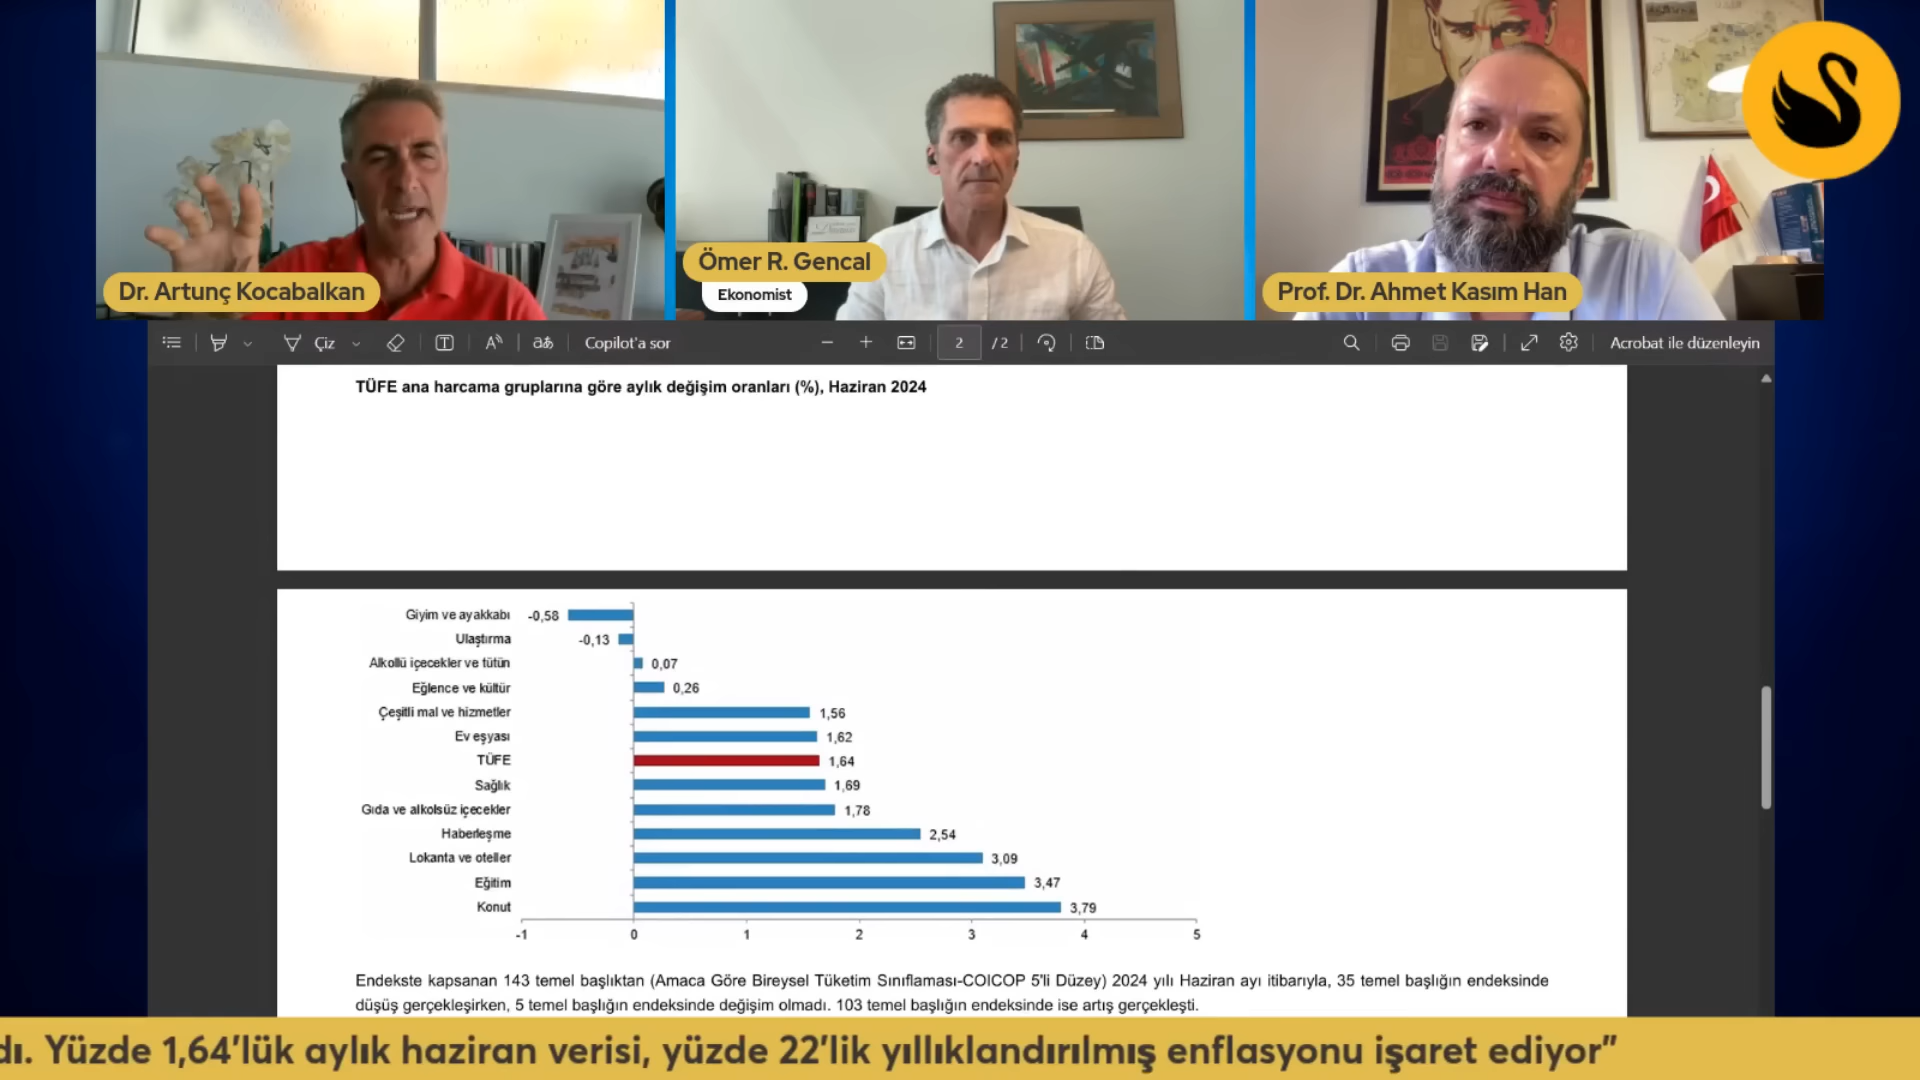 Dr. Artunç Kocabalkan
Ömer R. Gencal
Ekonomist
Prof. Dr. Ahmet Kasım Han
Çiz
Copilot'a sor
2 / 2
Acrobat ile düzenleyin
TÜFE ana harcama gruplarına göre aylık değişim oranları (%), Haziran 2024
Giyim ve ayakkabı -0,58
Ulaştırma -0,13
Alkollü içecekler ve tütün 0,07
Eğlence ve kültür 0,26
Çeşitli mal ve hizmetler 1,56
Ev eşyası 1,62
TÜFE 1,64
Sağlık 1,69
Gıda ve alkolsüz içecekler 1,78
Haberleşme 2,54
Lokanta ve oteller 3,09
Eğitim 3,47
Konut 3,79
-1 0 1 2 3 4 5
Endekste kapsanan 143 temel başlıktan (Amaca Göre Bireysel Tüketim Sınıflaması-COICOP 5'li Düzey) 2024 yılı Haziran ayı itibarıyla, 35 temel başlığın endeksinde
düşüş gerçekleşirken, 5 temel başlığın endeksinde değişim olmadı. 103 temel başlığın endeksinde ise artış gerçekleşti.
dı. Yüzde 1,64'lük aylık haziran verisi, yüzde 22'lik yıllıklandırılmış enflasyonu işaret ediyor”